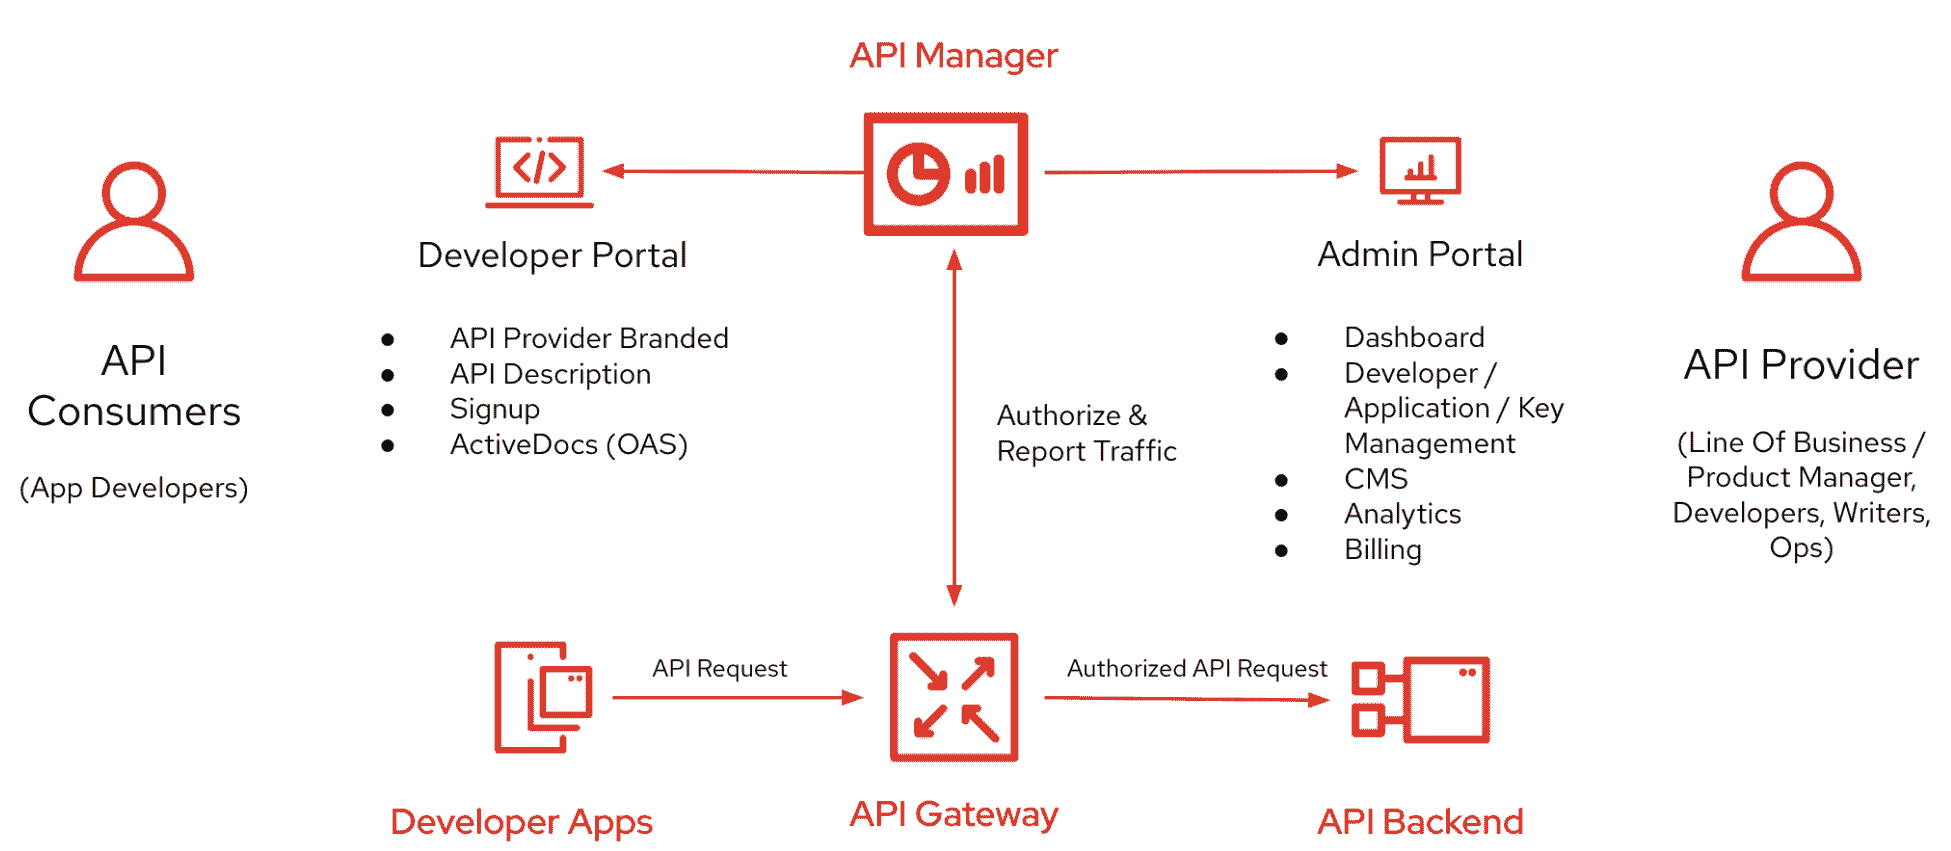 API Manager
</>
Developer Portal
Admin Portal
API
Consumers
(App Developers)
● API Provider Branded
● API Description
● Signup
● ActiveDocs (OAS)
Authorize &
Report Traffic
● Dashboard
● Developer /
Application / Key
Management
● CMS
● Analytics
● Billing
API Provider
(Line Of Business /
Product Manager,
Developers, Writers,
Ops)
API Request
Authorized API Request
Developer Apps
API Gateway
API Backend